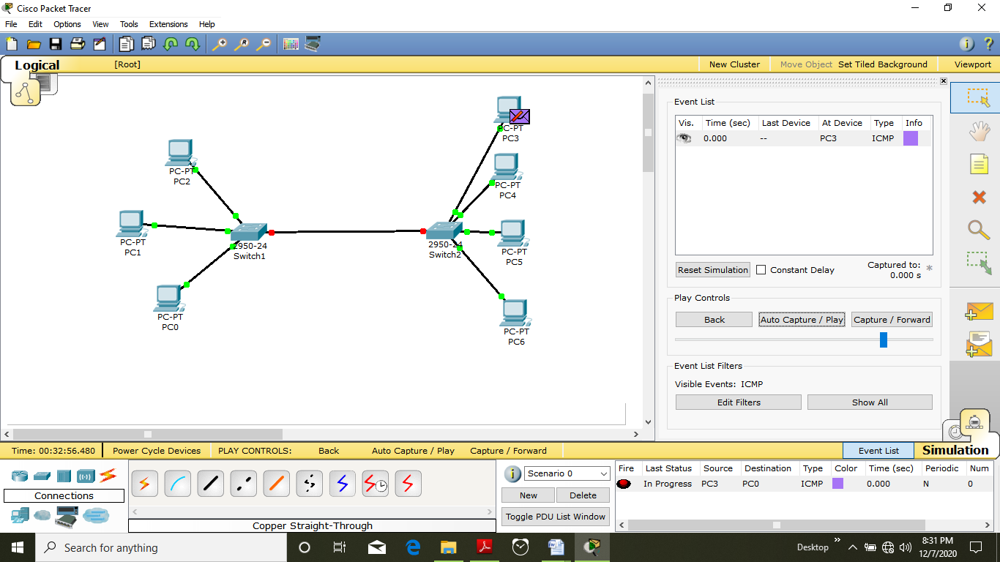 Cisco Packet Tracer
File Edit Options View Tools Extensions Help
Logical [Root] New Cluster Move Object Set Tiled Background Viewport
PC-PT
PC2
PC-PT
PC1
PC-PT
PC0
2950-24
Switch1
2950-24
Switch2
PC-PT
PC3
PC-PT
PC4
PC-PT
PC5
PC-PT
PC6
Event List
Vis. Time (sec) Last Device At Device Type Info
0.000 -- PC3 ICMP
Reset Simulation Constant Delay Captured to: *
0.000 s
Play Controls
Back Auto Capture / Play Capture / Forward
Event List Filters
Visible Events: ICMP
Edit Filters Show All
Time: 00:32:56.480 Power Cycle Devices PLAY CONTROLS: Back Auto Capture / Play Capture / Forward Event List Simulation
Connections
Copper Straight-Through
Scenario 0
New Delete
Toggle PDU List Window
Fire Last Status Source Destination Type Color Time (sec) Periodic Num
In Progress PC3 PC0 ICMP 0.000 N 0
Search for anything
Desktop
8:31 PM
12/7/2020